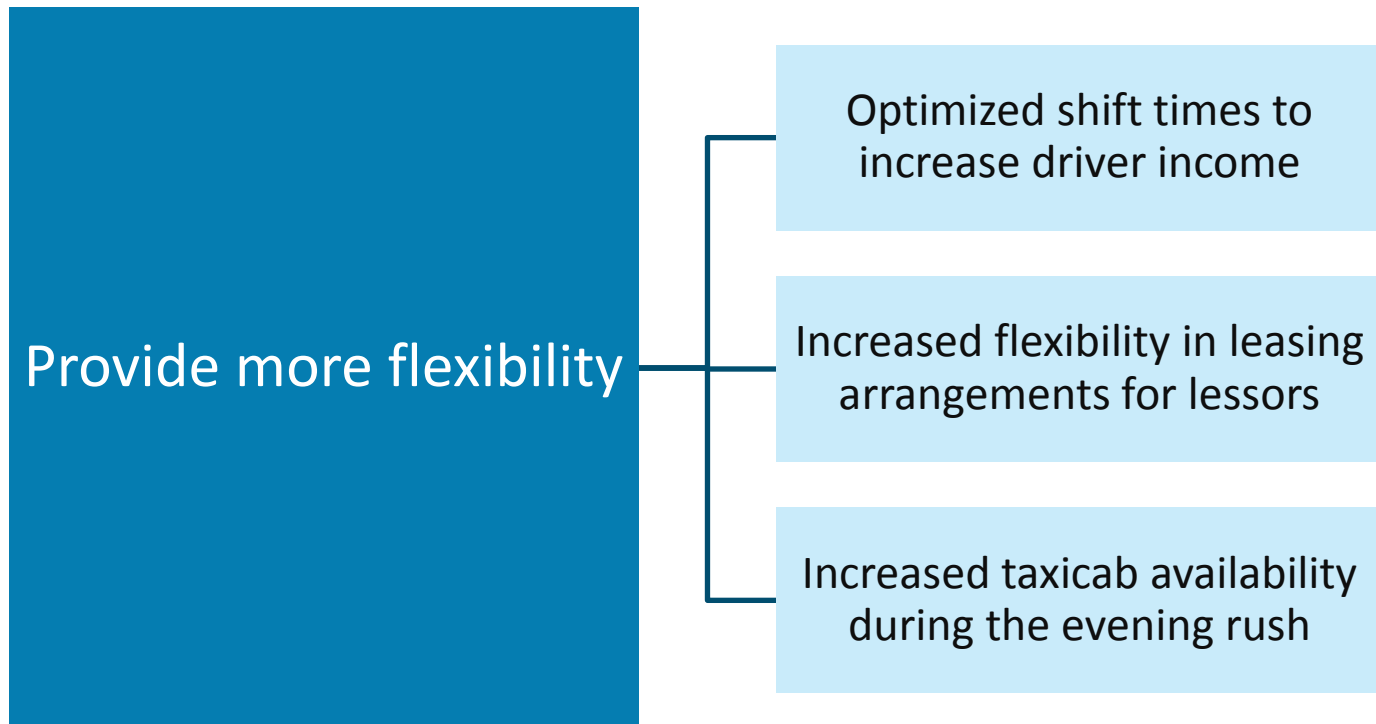 Provide more flexibility
Optimized shift times to
increase driver income
Increased flexibility in leasing
arrangements for lessors
Increased taxicab availability
during the evening rush